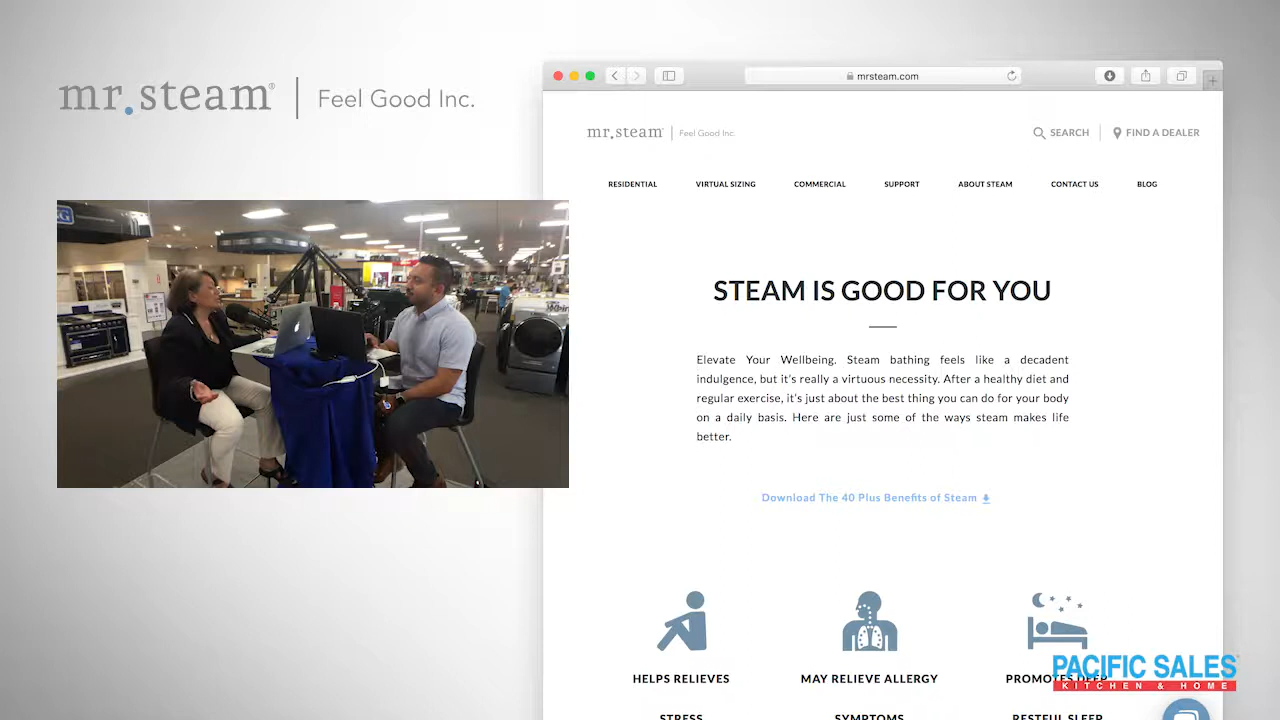 mr.steam® | Feel Good Inc.
mrsteam.com
mr.steam | Feel Good Inc.
SEARCH
FIND A DEALER
RESIDENTIAL
VIRTUAL SIZING
COMMERCIAL
SUPPORT
ABOUT STEAM
CONTACT US
BLOG
STEAM IS GOOD FOR YOU
Elevate Your Wellbeing. Steam bathing feels like a decadent
indulgence, but it's really a virtuous necessity. After a healthy diet and
regular exercise, it's just about the best thing you can do for your body
on a daily basis. Here are just some of the ways steam makes life
better.
Download The 40 Plus Benefits of Steam
HELPS RELIEVES
STRESS
MAY RELIEVE ALLERGY
SYMPTOMS
PROMOTES DEEP
RESTFUL SLEEP
PACIFIC SALES
KITCHEN & HOME